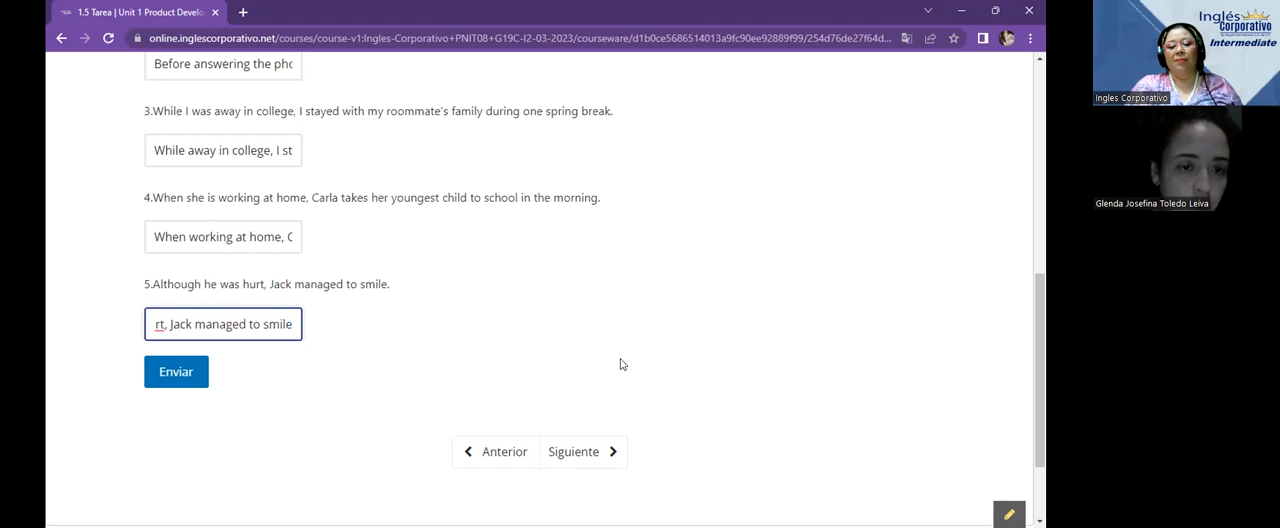 1.5 Tarea | Unit 1 Product Develo
online.inglescorporativo.net/courses/course-v1:Ingles-Corporativo+PNIT08+G19C-I2-03-2023/courseware/d1b0ce5686514013a9fc90ee92889f99/254d76de27f64d...
Before answering the pho
3.While I was away in college, I stayed with my roommate's family during one spring break.
While away in college, I st
4.When she is working at home, Carla takes her youngest child to school in the morning.
When working at home, C
5.Although he was hurt, Jack managed to smile.
rt, Jack managed to smile
Enviar
Anterior Siguiente
Inglés
Corporativo
Intermediate
Ingles Corporativo
Glenda Josefina Toledo Leiva